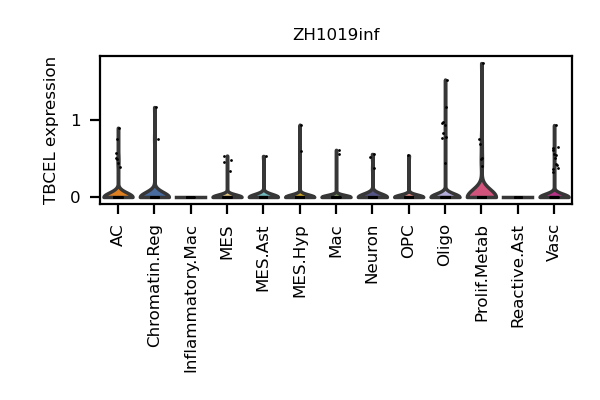 ZH1019inf
TBCEL expression
1
0
AC
Chromatin.Reg
Inflammatory.Mac
MES
MES.Ast
MES.Hyp
Mac
Neuron
OPC
Oligo
Prolif.Metab
Reactive.Ast
Vasc